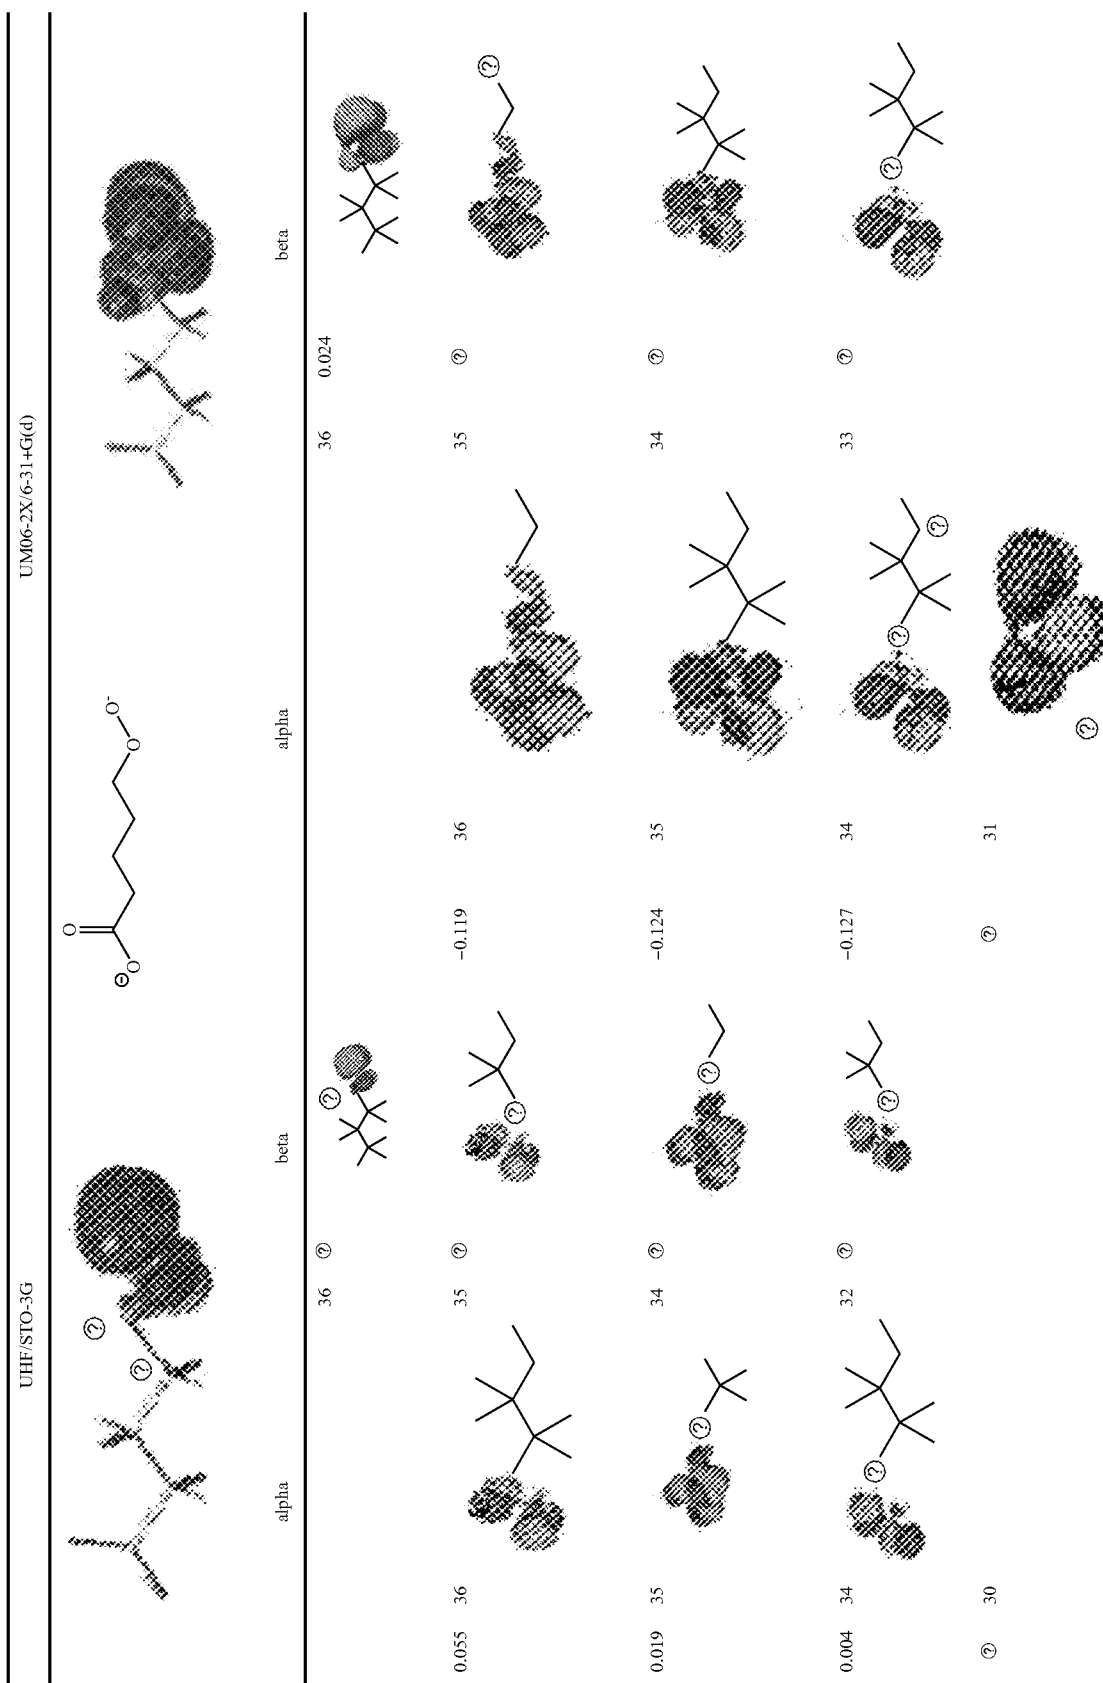 UHF/STO-3G UM06-2X/6-31+G(d)
O
⊖ O O O⁻
alpha beta alpha beta
36 ? 36 0.024
0.055 36 35 ? −0.119 36 35 ?
0.019 35 34 ? −0.124 35 34 ?
0.004 34 32 ? −0.127 34 33 ?
? 30 ? 31